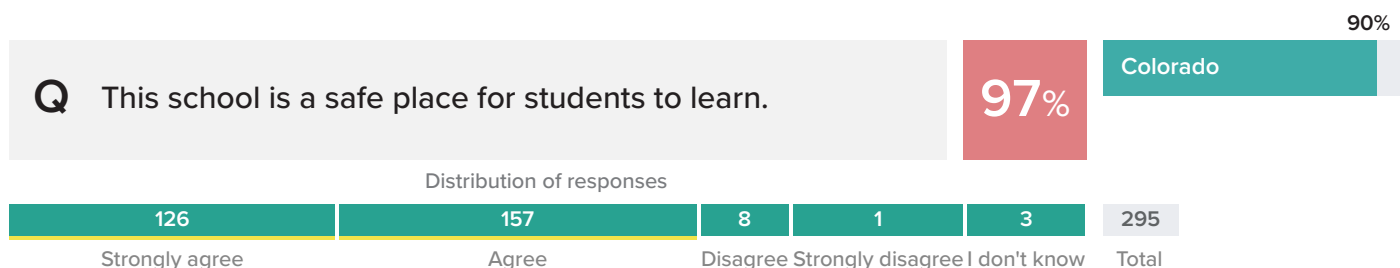 90%
Q This school is a safe place for students to learn.
97%
Colorado
Distribution of responses
126 157 8 1 3 295
Strongly agree Agree Disagree Strongly disagree I don't know Total